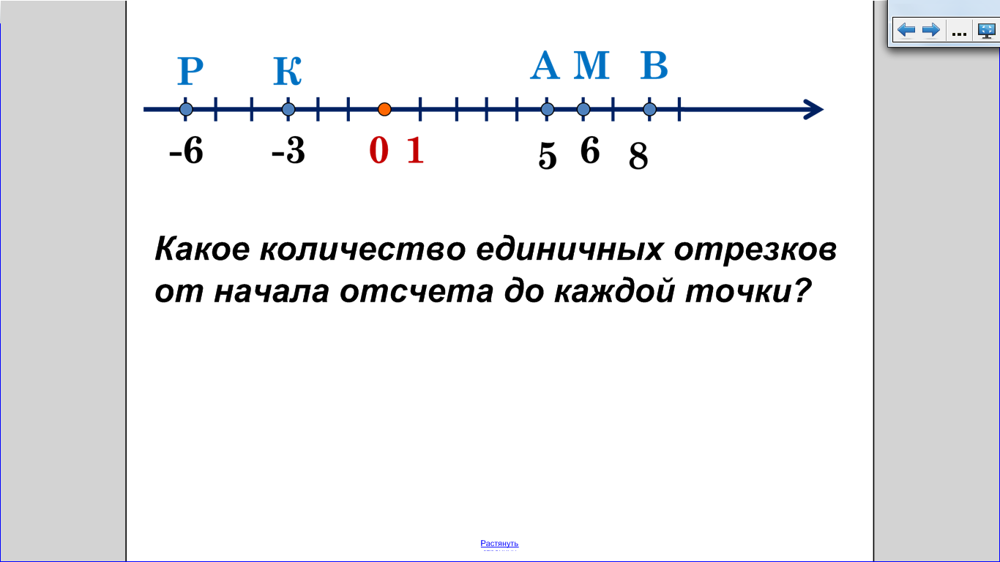 Р К А М В
-6 -3 0 1 5 6 8
Какое количество единичных отрезков
от начала отсчета до каждой точки?
...
Растянуть